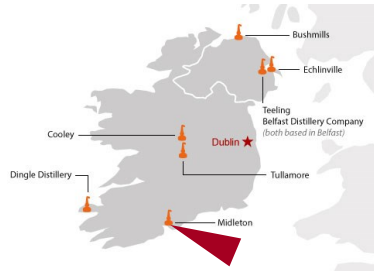 Bushmills
Echlinville
Teeling
Belfast Distillery Company
(both based in Belfast)
Cooley
Dublin
Dingle Distillery
Tullamore
Midleton